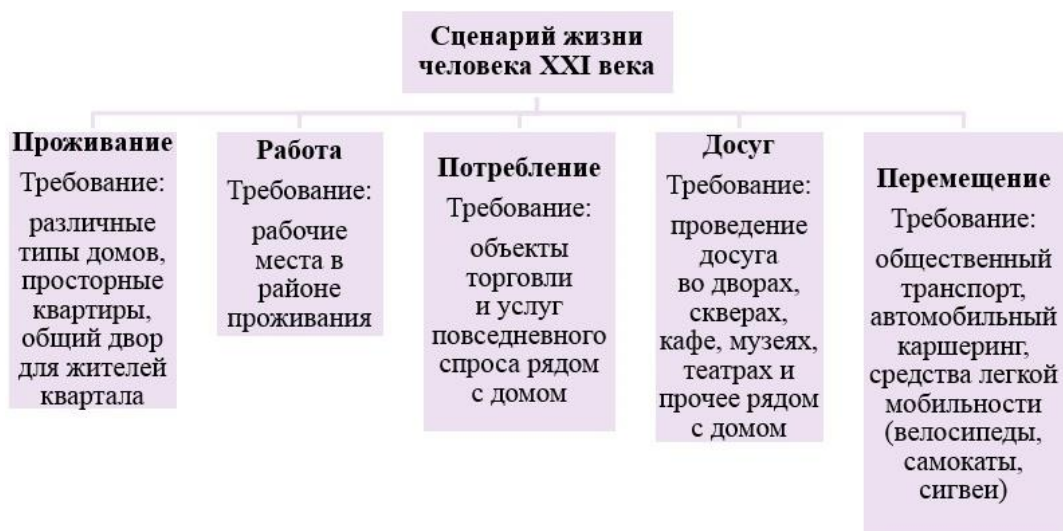 Сценарий жизни
человека XXI века
Проживание
Требование:
различные
типы домов,
просторные
квартиры,
общий двор
для жителей
квартала
Работа
Требование:
рабочие
места в
районе
проживания
Потребление
Требование:
объекты
торговли
и услуг
повседневного
спроса рядом
с домом
Досуг
Требование:
проведение
досуга
во дворах,
скверах,
кафе, музеях,
театрах и
прочее рядом
с домом
Перемещение
Требование:
общественный
транспорт,
автомобильный
каршеринг,
средства легкой
мобильности
(велосипеды,
самокаты,
сигвеи)